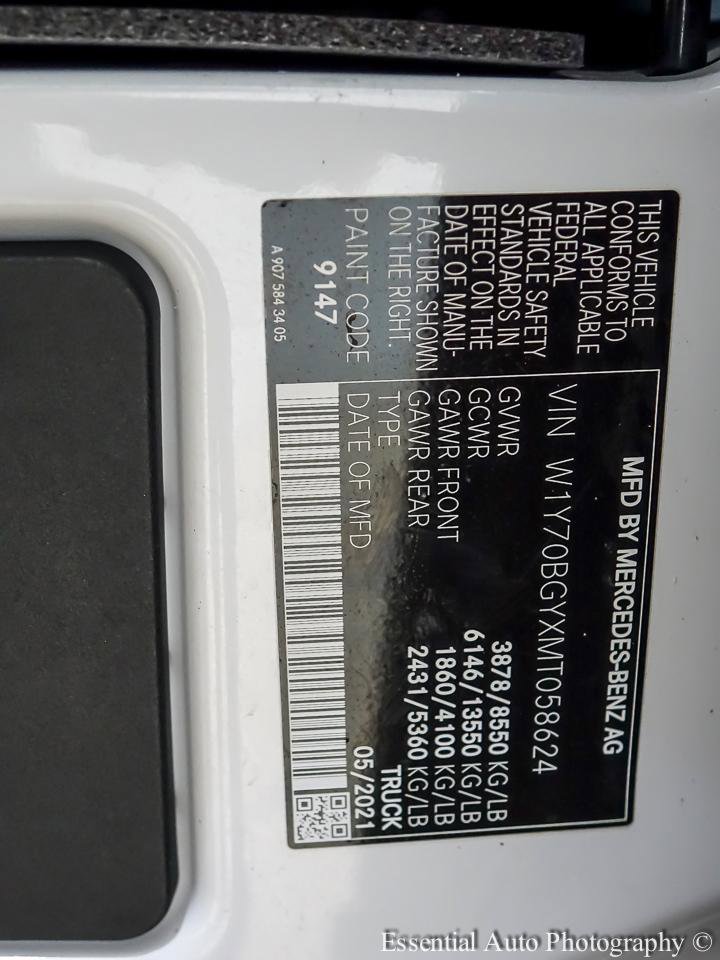 MFD BY MERCEDES-BENZ AG
THIS VEHICLE
CONFORMS TO
ALL APPLICABLE
FEDERAL
VEHICLE SAFETY
STANDARDS IN
EFFECT ON THE
DATE OF MANU-
FACTURE SHOWN
ON THE RIGHT.
PAINT CODE
9147
VIN W1Y70BGYXMT058624
GVWR 3878/8550 KG/LB
GCWR 6146/13550 KG/LB
GAWR FRONT 1860/4100 KG/LB
GAWR REAR 2431/5360 KG/LB
TYPE TRUCK
DATE OF MFD 05/2021
A 907 584 34 05
Essential Auto Photography ©